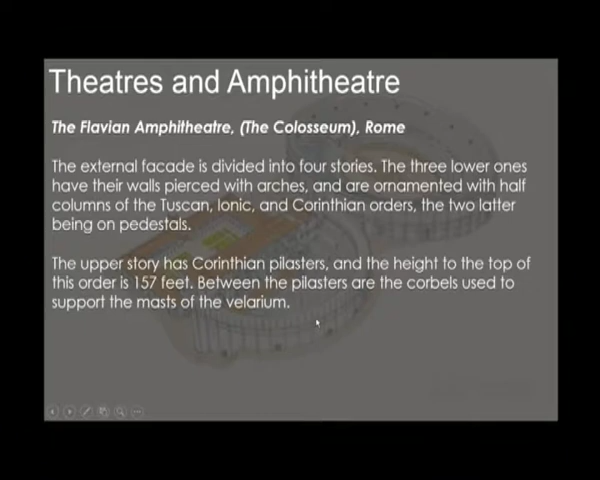 Theatres and Amphitheatre
The Flavian Amphitheatre, (The Colosseum), Rome
The external facade is divided into four stories. The three lower ones
have their walls pierced with arches, and are ornamented with half
columns of the Tuscan, Ionic, and Corinthian orders, the two latter
being on pedestals.
The upper story has Corinthian pilasters, and the height to the top of
this order is 157 feet. Between the pilasters are the corbels used to
support the masts of the velarium.